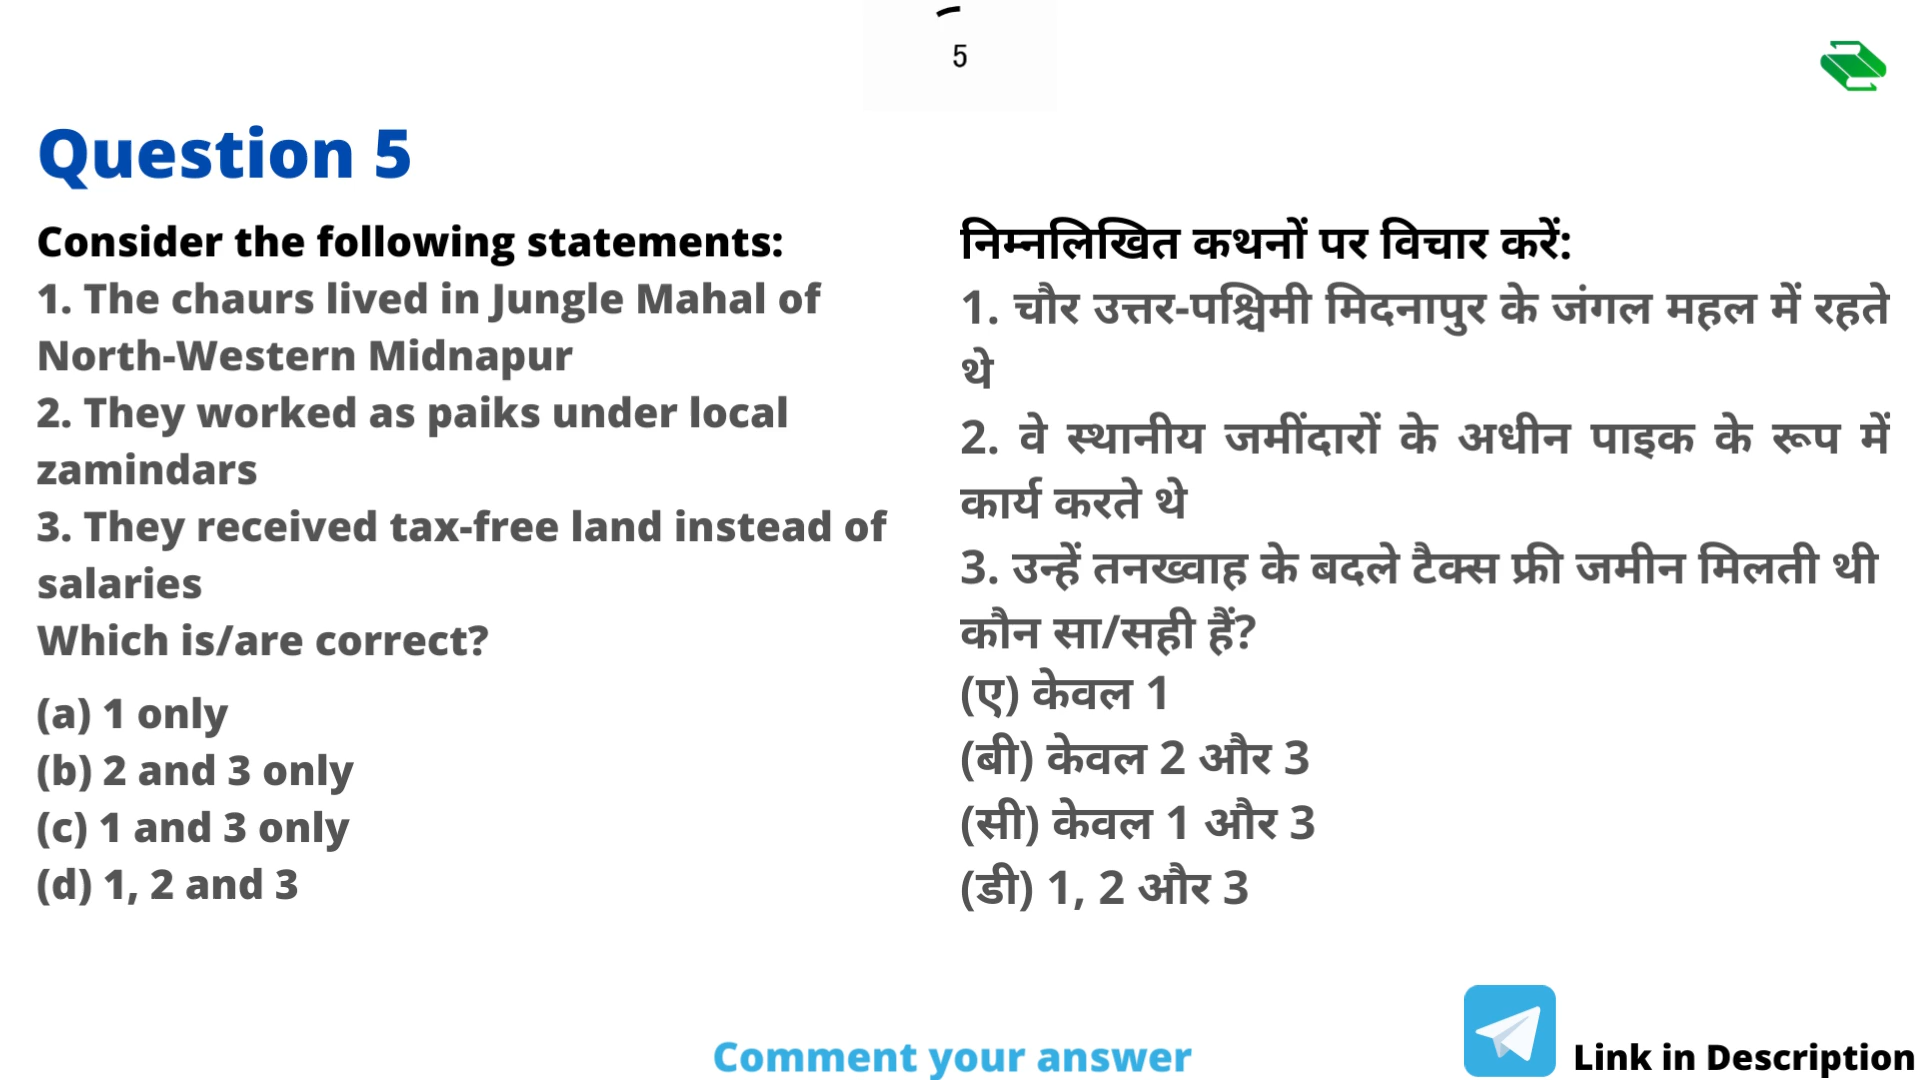 5
Question 5
Consider the following statements:
1. The chaurs lived in Jungle Mahal of
North-Western Midnapur
2. They worked as paiks under local
zamindars
3. They received tax-free land instead of
salaries
Which is/are correct?
(a) 1 only
(b) 2 and 3 only
(c) 1 and 3 only
(d) 1, 2 and 3
निम्नलिखित कथनों पर विचार करें:
1. चौर उत्तर-पश्चिमी मिदनापुर के जंगल महल में रहते
थे
2. वे स्थानीय जमींदारों के अधीन पाइक के रूप में
कार्य करते थे
3. उन्हें तनख्वाह के बदले टैक्स फ्री जमीन मिलती थी
कौन सा/सही हैं?
(ए) केवल 1
(बी) केवल 2 और 3
(सी) केवल 1 और 3
(डी) 1, 2 और 3
Comment your answer
Link in Description